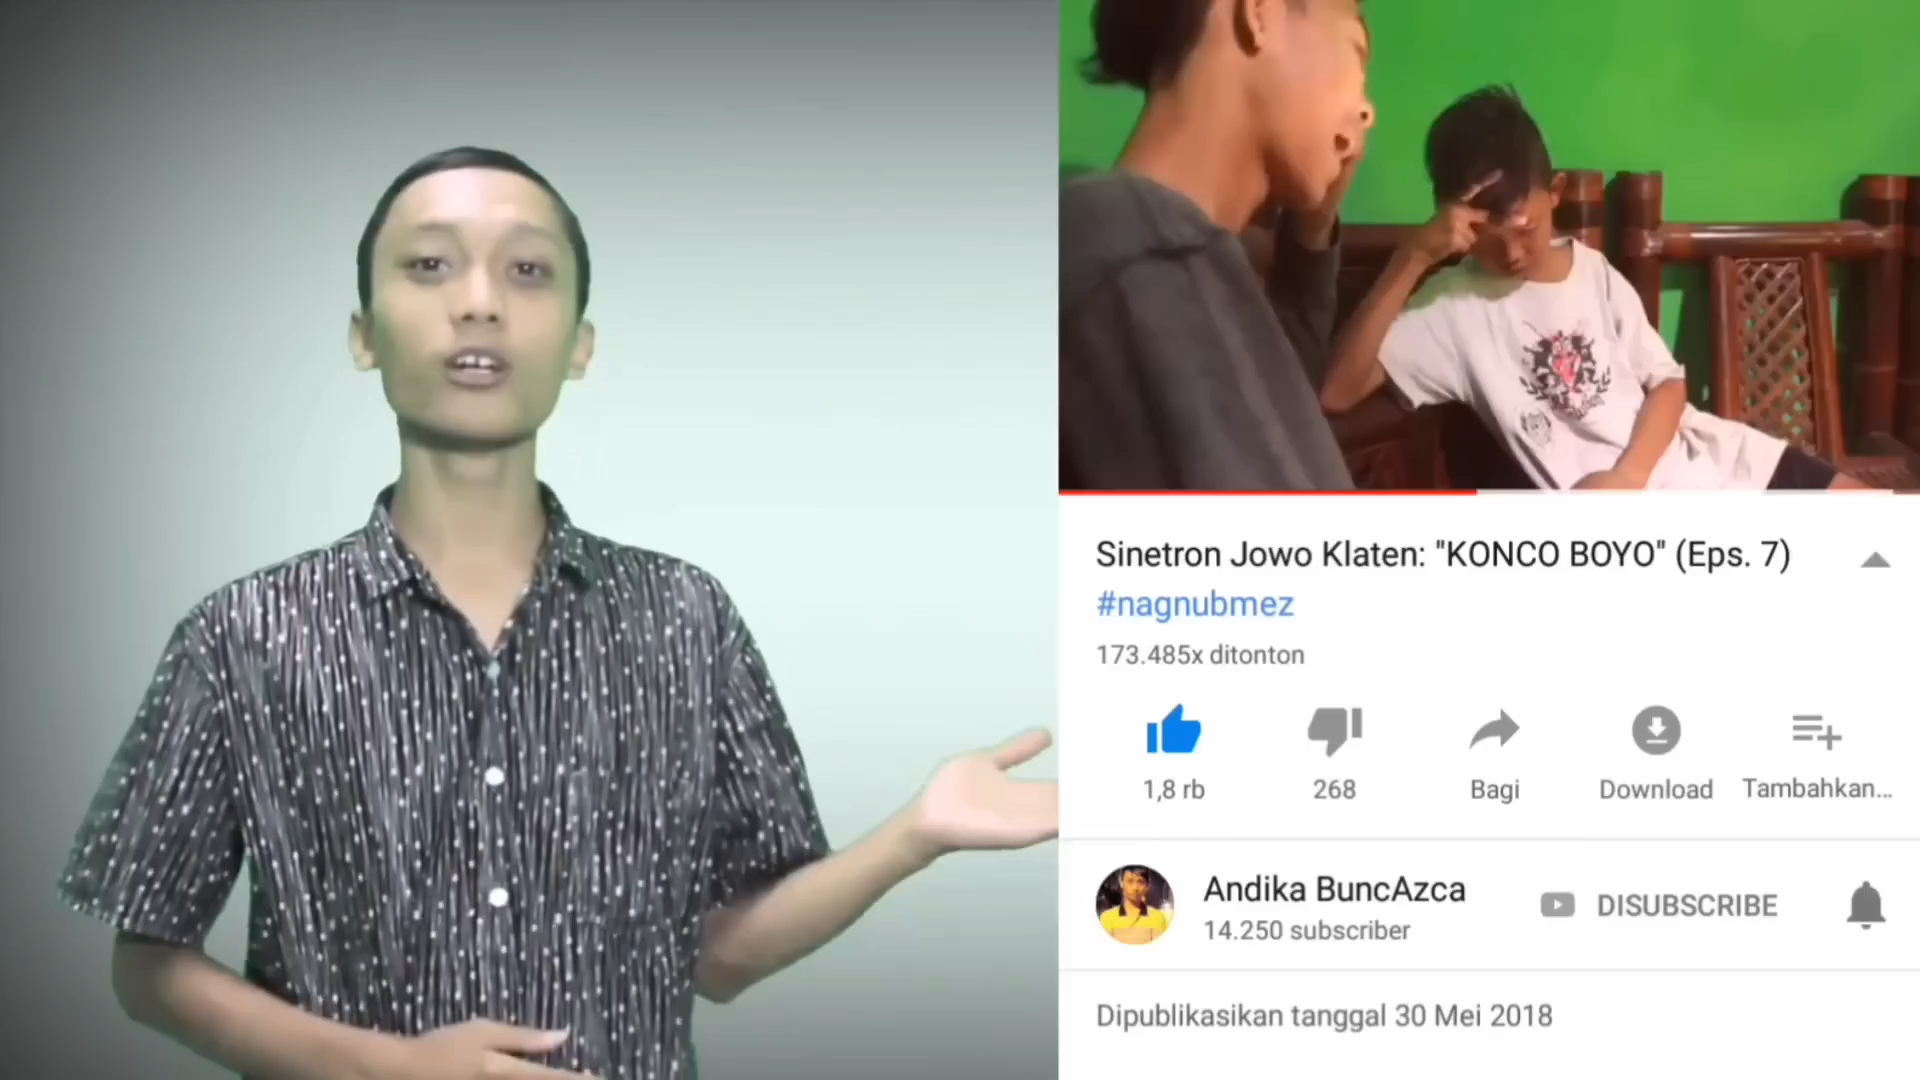 Sinetron Jowo Klaten: "KONCO BOYO" (Eps. 7)
#nagnubmez
173.485x ditonton
1,8 rb
268
Bagi
Download
Tambahkan...
Andika BuncAzca
14.250 subscriber
DISUBSCRIBE
Dipublikasikan tanggal 30 Mei 2018